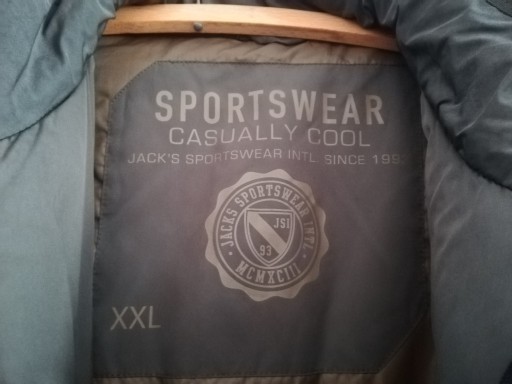 SPORTSWEAR
CASUALLY COOL
JACK'S SPORTSWEAR INTL. SINCE 199
JACKS SPORTSWEAR INTL.
JSI
93
MCMXCIII
XXL